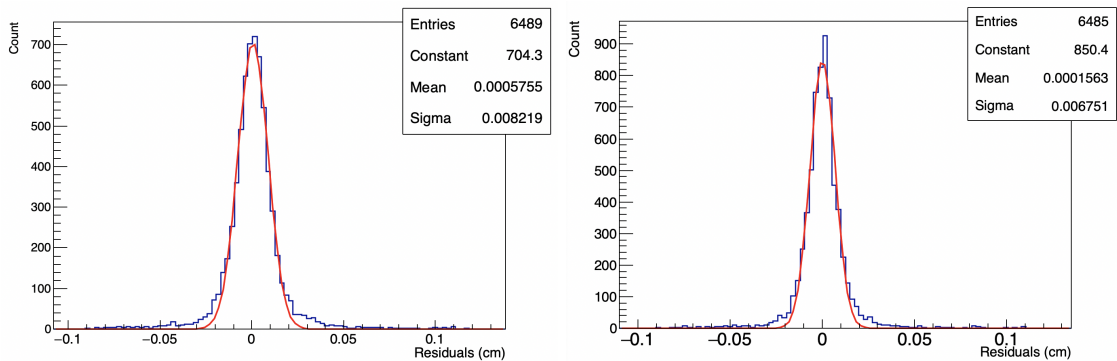 Count
700
600
500
400
300
200
100
0
−0.1
−0.05
0
0.05
0.1
Residuals (cm)
Entries 6489
Constant 704.3
Mean 0.0005755
Sigma 0.008219
Count
900
800
700
600
500
400
300
200
100
0
−0.1
−0.05
0
0.05
0.1
Residuals (cm)
Entries 6485
Constant 850.4
Mean 0.0001563
Sigma 0.006751